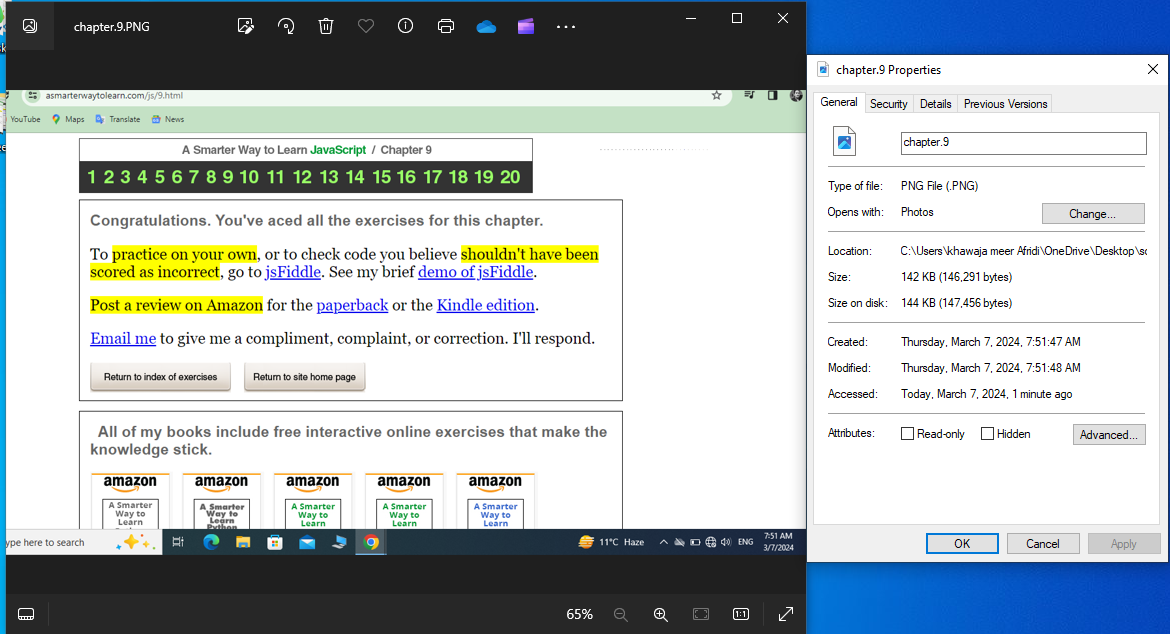 chapter.9.PNG
asmarterwaytolearn.com/js/9.html
YouTube Maps Translate News
A Smarter Way to Learn JavaScript / Chapter 9
1 2 3 4 5 6 7 8 9 10 11 12 13 14 15 16 17 18 19 20
Congratulations. You've aced all the exercises for this chapter.
To practice on your own, or to check code you believe shouldn't have been
scored as incorrect, go to jsFiddle. See my brief demo of jsFiddle.
Post a review on Amazon for the paperback or the Kindle edition.
Email me to give me a compliment, complaint, or correction. I'll respond.
Return to index of exercises Return to site home page
All of my books include free interactive online exercises that make the
knowledge stick.
amazon amazon amazon amazon amazon
A Smarter A Smarter A Smarter A Smarter A Smarter
Way to Way to Way to Way to Way to
Learn Learn Learn Learn Learn
ype here to search
11°C Haze
ENG
7:51 AM
3/7/2024
65%
1:1
chapter.9 Properties
General Security Details Previous Versions
chapter.9
Type of file: PNG File (.PNG)
Opens with: Photos Change...
Location: C:\Users\khawaja meer Afridi\OneDrive\Desktop\sc
Size: 142 KB (146,291 bytes)
Size on disk: 144 KB (147,456 bytes)
Created: Thursday, March 7, 2024, 7:51:47 AM
Modified: Thursday, March 7, 2024, 7:51:48 AM
Accessed: Today, March 7, 2024, 1 minute ago
Attributes: Read-only Hidden Advanced...
OK Cancel Apply